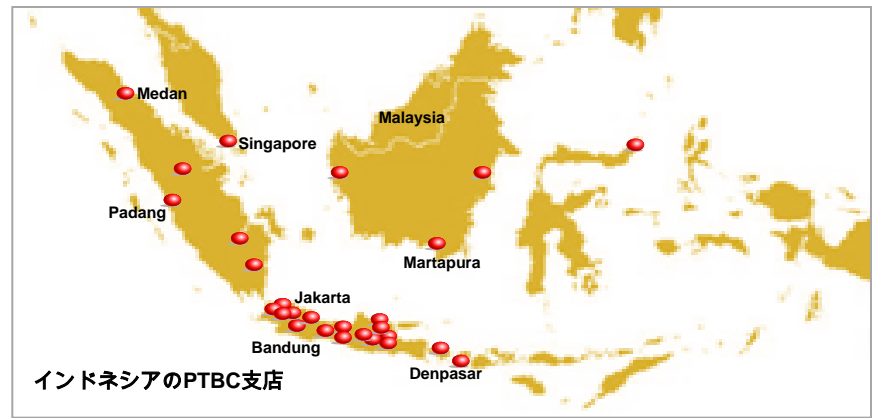 Medan
Malaysia
Singapore
Padang
Martapura
Jakarta
Bandung
Denpasar
インドネシアのPTBC支店